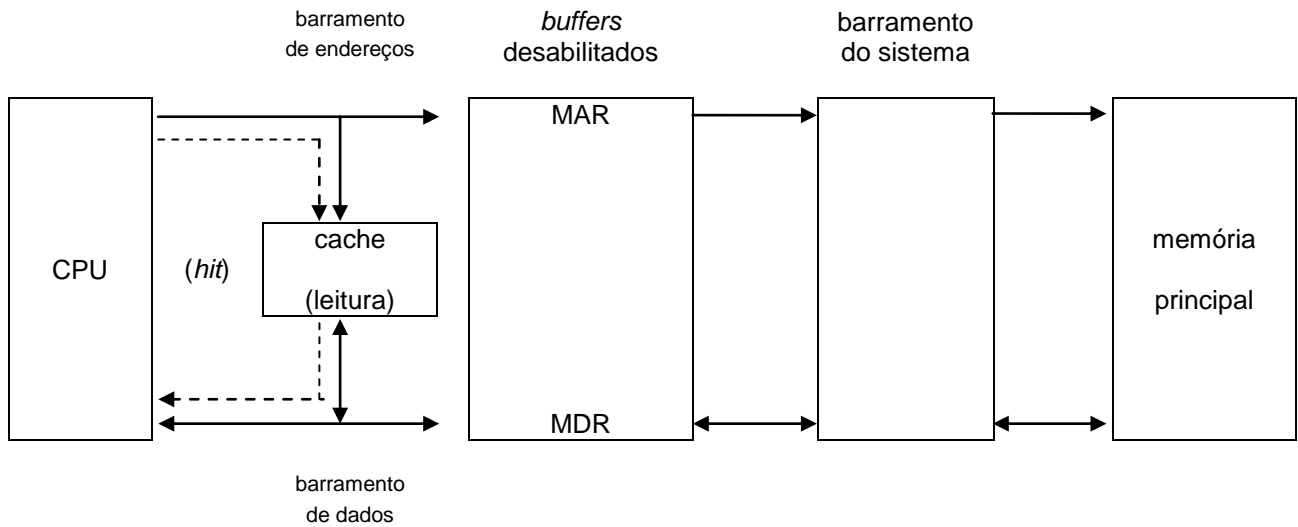 barramento
de endereços
buffers
desabilitados
barramento
do sistema
CPU
(hit)
cache
(leitura)
MAR
MDR
memória
principal
barramento
de dados